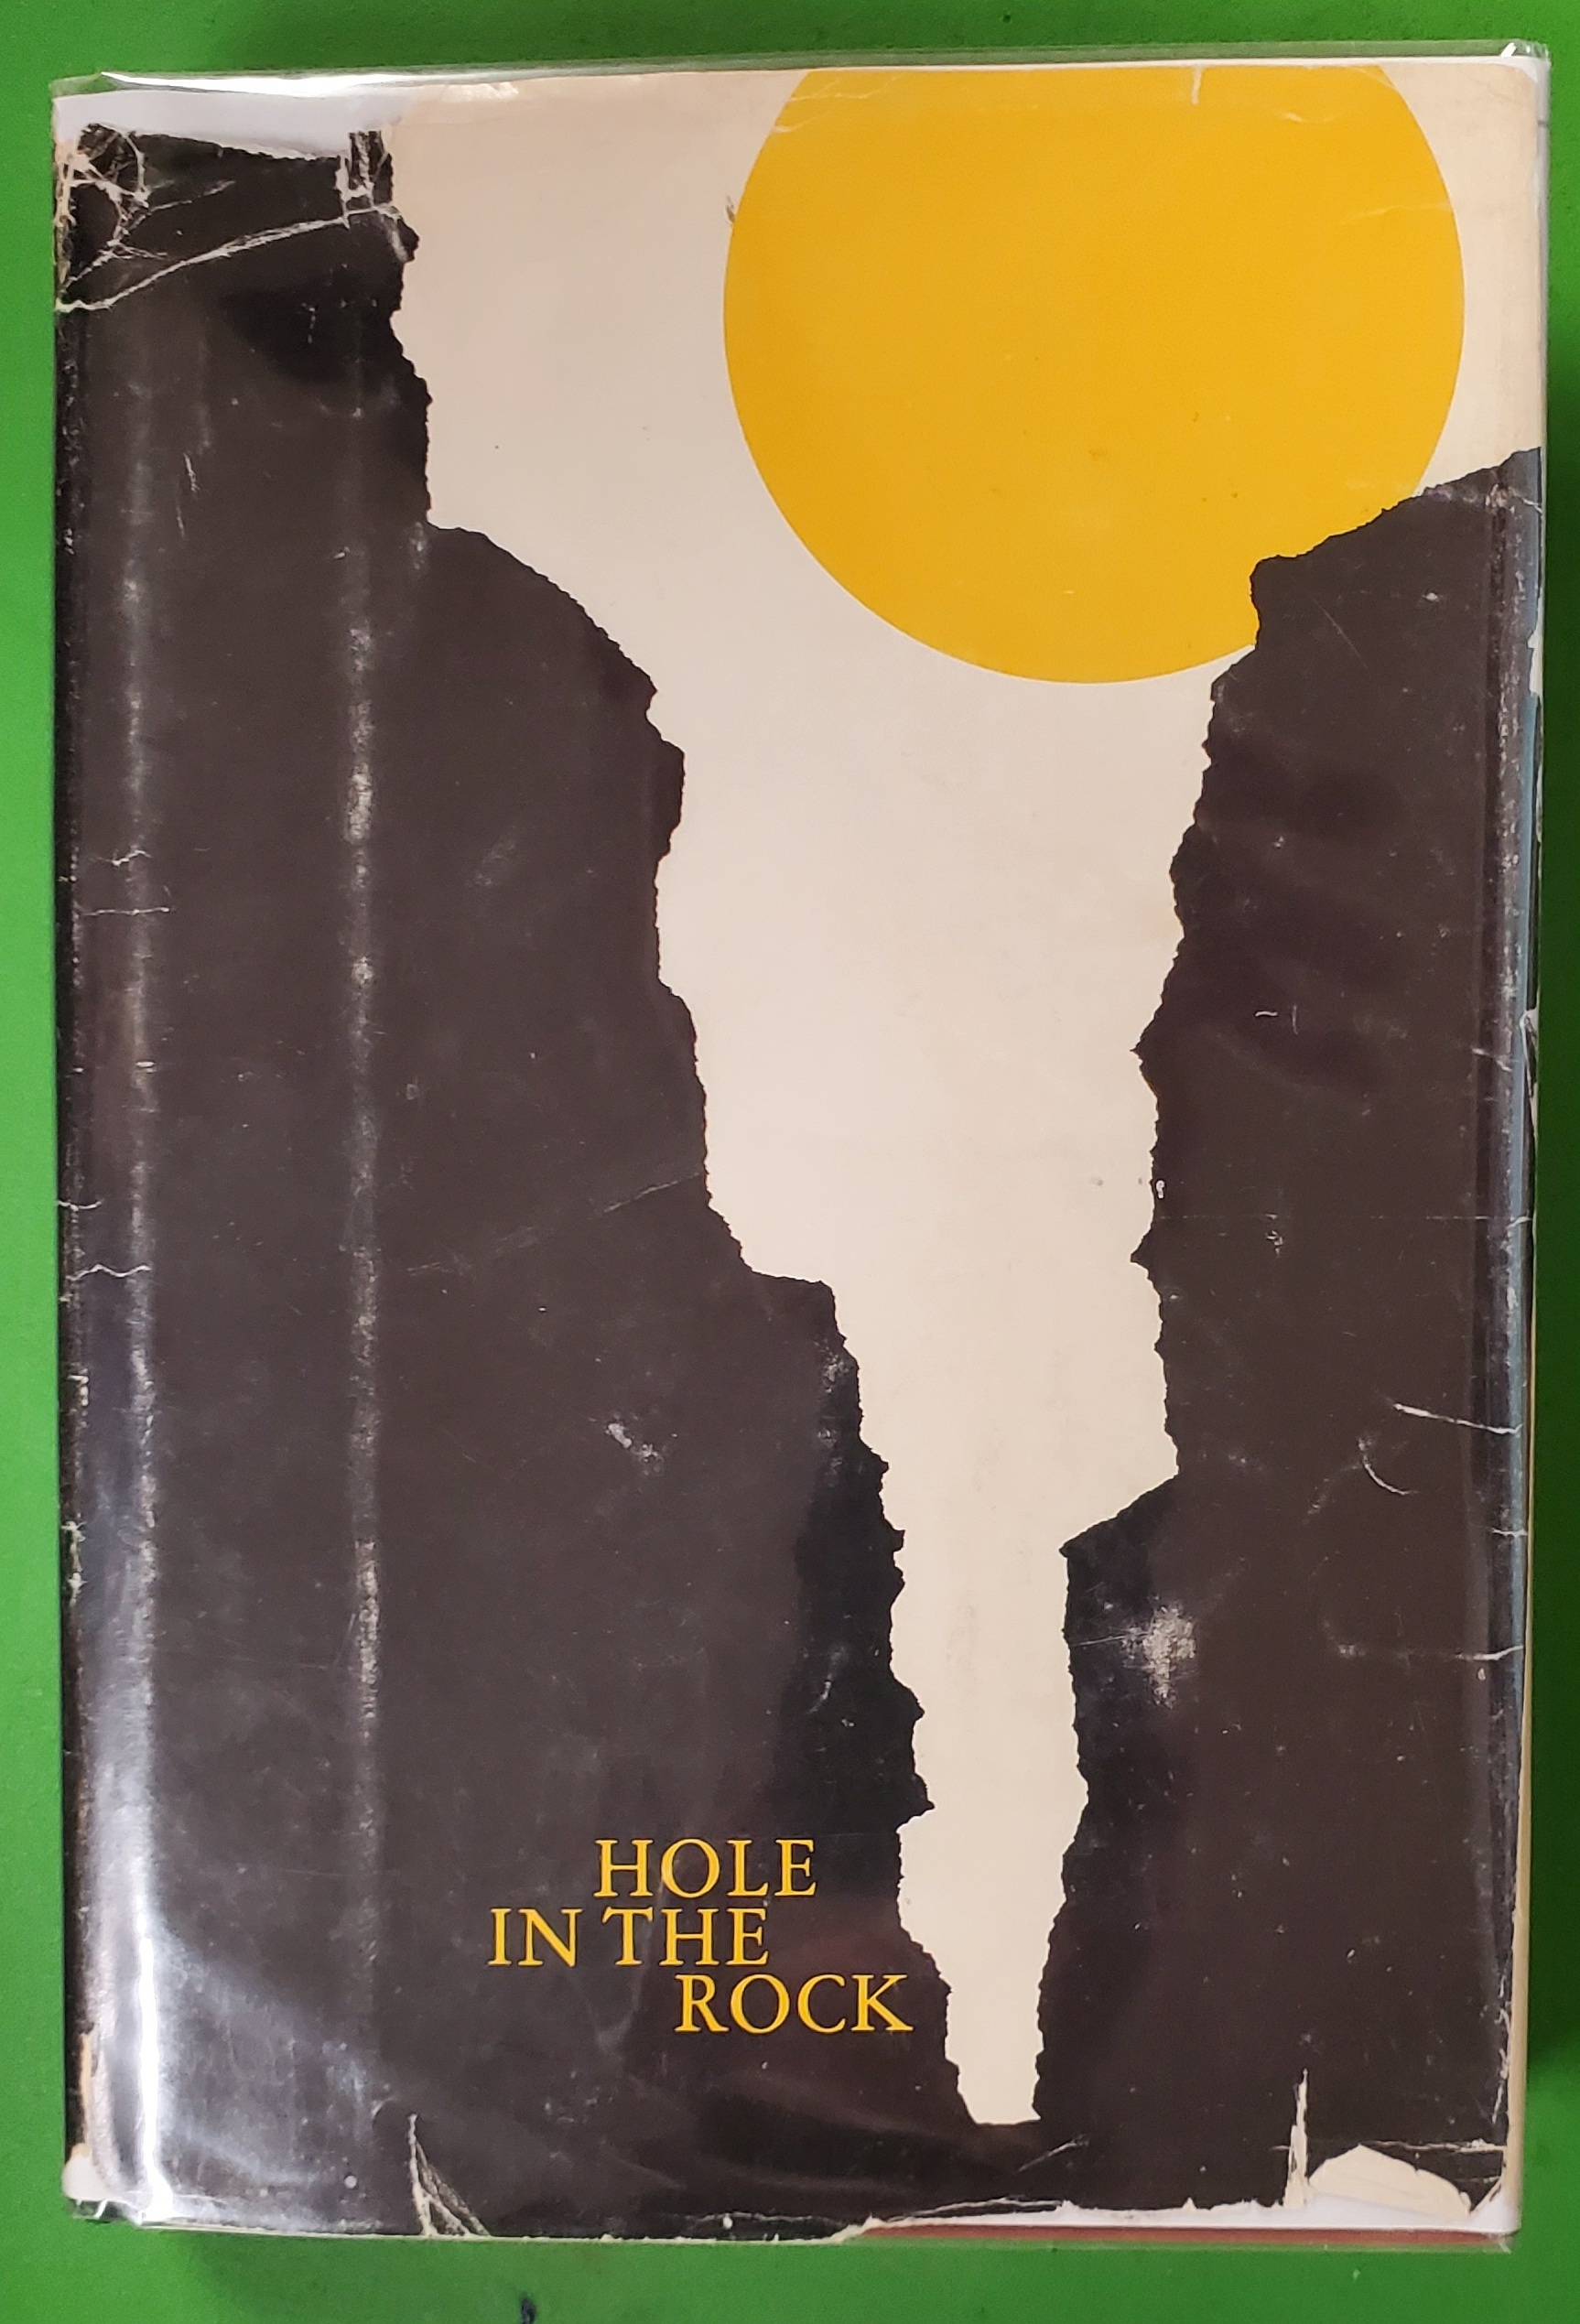 HOLE
IN THE
ROCK